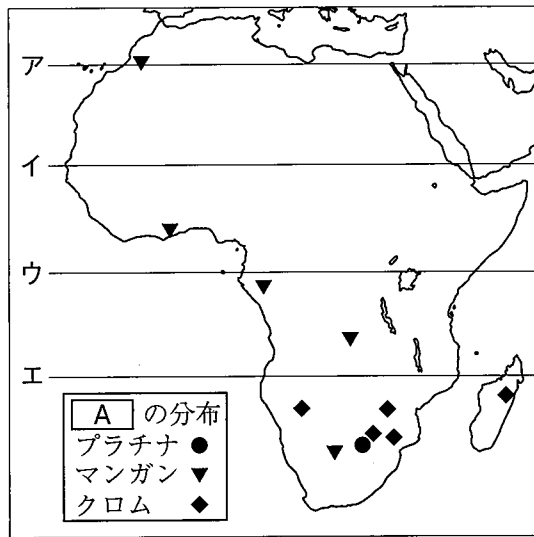 ア
イ
ウ
エ
A の分布
プラチナ ●
マンガン ▼
クロム ◆